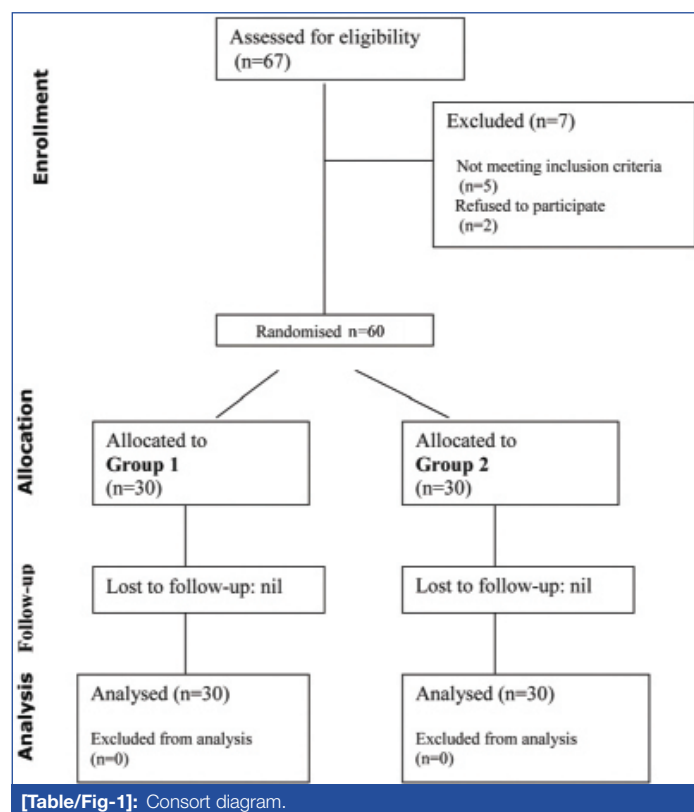 Enrollment
Assessed for eligibility
(n=67)
Excluded (n=7)
Not meeting inclusion criteria
(n=5)
Refused to participate
(n=2)
Randomised n=60
Allocation
Allocated to
Group 1
(n=30)
Allocated to
Group 2
(n=30)
Follow-up
Lost to follow-up: nil
Lost to follow-up: nil
Analysis
Analysed (n=30)
Excluded from analysis
(n=0)
Analysed (n=30)
Excluded from analysis
(n=0)
[Table/Fig-1]: Consort diagram.